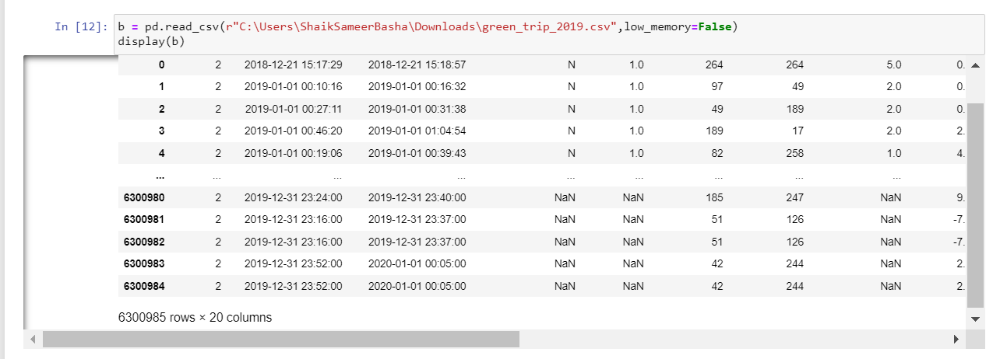 In [12]: b = pd.read_csv(r"C:\Users\ShaikSameerBasha\Downloads\green_trip_2019.csv",low_memory=False)
display(b)
0 2 2018-12-21 15:17:29 2018-12-21 15:18:57 N 1.0 264 264 5.0 0.
1 2 2019-01-01 00:10:16 2019-01-01 00:16:32 N 1.0 97 49 2.0 0.
2 2 2019-01-01 00:27:11 2019-01-01 00:31:38 N 1.0 49 189 2.0 0.
3 2 2019-01-01 00:46:20 2019-01-01 01:04:54 N 1.0 189 17 2.0 2.
4 2 2019-01-01 00:19:06 2019-01-01 00:39:43 N 1.0 82 258 1.0 4.
... ... ... ... ... ... ... ... ...
6300980 2 2019-12-31 23:24:00 2019-12-31 23:40:00 NaN NaN 185 247 NaN 9.
6300981 2 2019-12-31 23:16:00 2019-12-31 23:37:00 NaN NaN 51 126 NaN -7.
6300982 2 2019-12-31 23:16:00 2019-12-31 23:37:00 NaN NaN 51 126 NaN -7.
6300983 2 2019-12-31 23:52:00 2020-01-01 00:05:00 NaN NaN 42 244 NaN 2.
6300984 2 2019-12-31 23:52:00 2020-01-01 00:05:00 NaN NaN 42 244 NaN 2.
6300985 rows × 20 columns